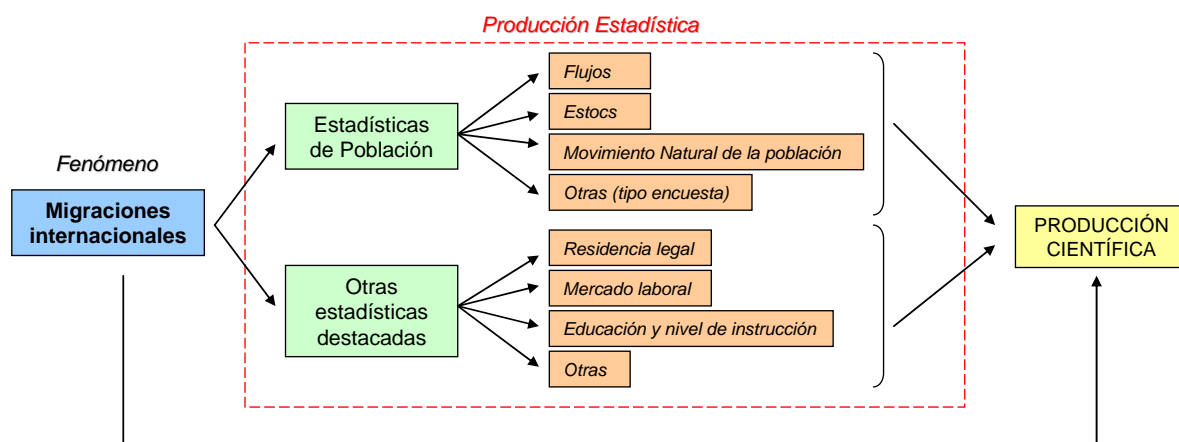 Producción Estadística
Flujos
Estocs
Estadísticas
de Población
Movimiento Natural de la población
Fenómeno
Otras (tipo encuesta)
Migraciones
internacionales
PRODUCCIÓN
CIENTÍFICA
Residencia legal
Otras
estadísticas
destacadas
Mercado laboral
Educación y nivel de instrucción
Otras